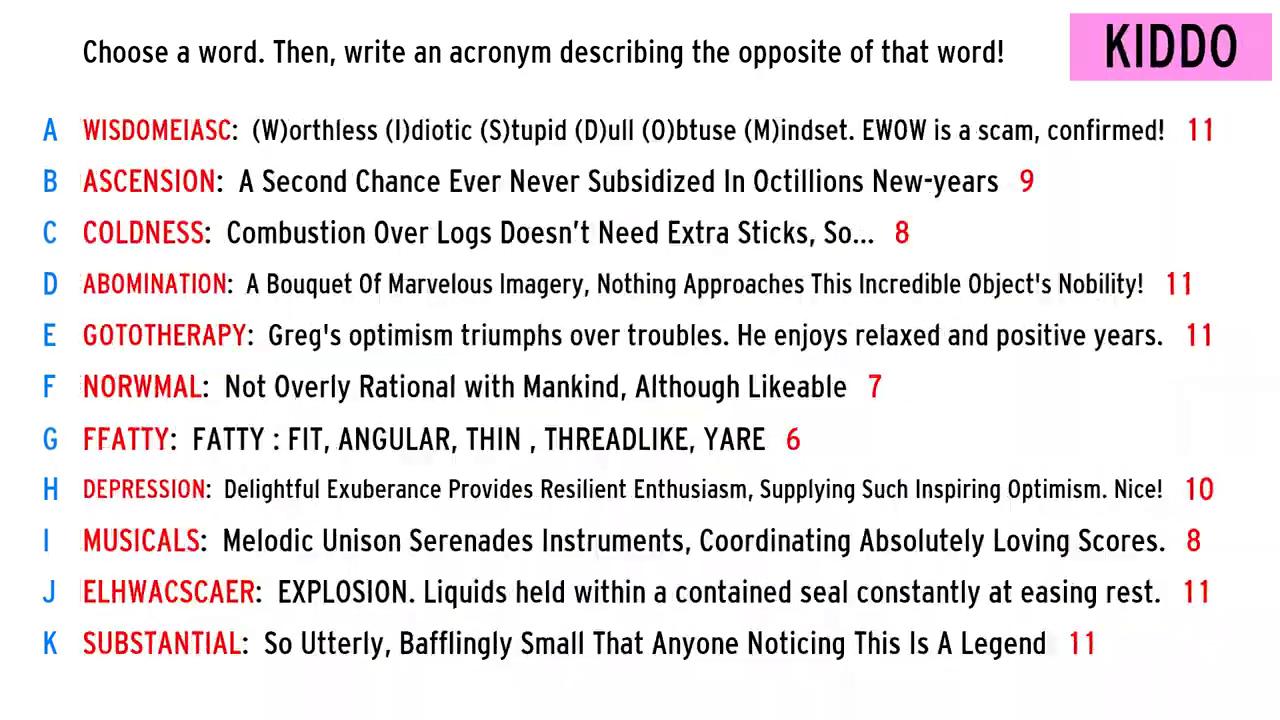 Choose a word. Then, write an acronym describing the opposite of that word!
KIDDO
A WISDOMEIASC: (W)orthless (I)diotic (S)tupid (D)ull (O)btuse (M)indset. EWOW is a scam, confirmed! 11
B ASCENSION: A Second Chance Ever Never Subsidized In Octillions New-years 9
C COLDNESS: Combustion Over Logs Doesn't Need Extra Sticks, So... 8
D ABOMINATION: A Bouquet Of Marvelous Imagery, Nothing Approaches This Incredible Object's Nobility! 11
E GOTOTHERAPY: Greg's optimism triumphs over troubles. He enjoys relaxed and positive years. 11
F NORWMAL: Not Overly Rational with Mankind, Although Likeable 7
G FFATTY: FATTY : FIT, ANGULAR, THIN , THREADLIKE, YARE 6
H DEPRESSION: Delightful Exuberance Provides Resilient Enthusiasm, Supplying Such Inspiring Optimism. Nice! 10
I MUSICALS: Melodic Unison Serenades Instruments, Coordinating Absolutely Loving Scores. 8
J ELHWACSCAER: EXPLOSION. Liquids held within a contained seal constantly at easing rest. 11
K SUBSTANTIAL: So Utterly, Bafflingly Small That Anyone Noticing This Is A Legend 11